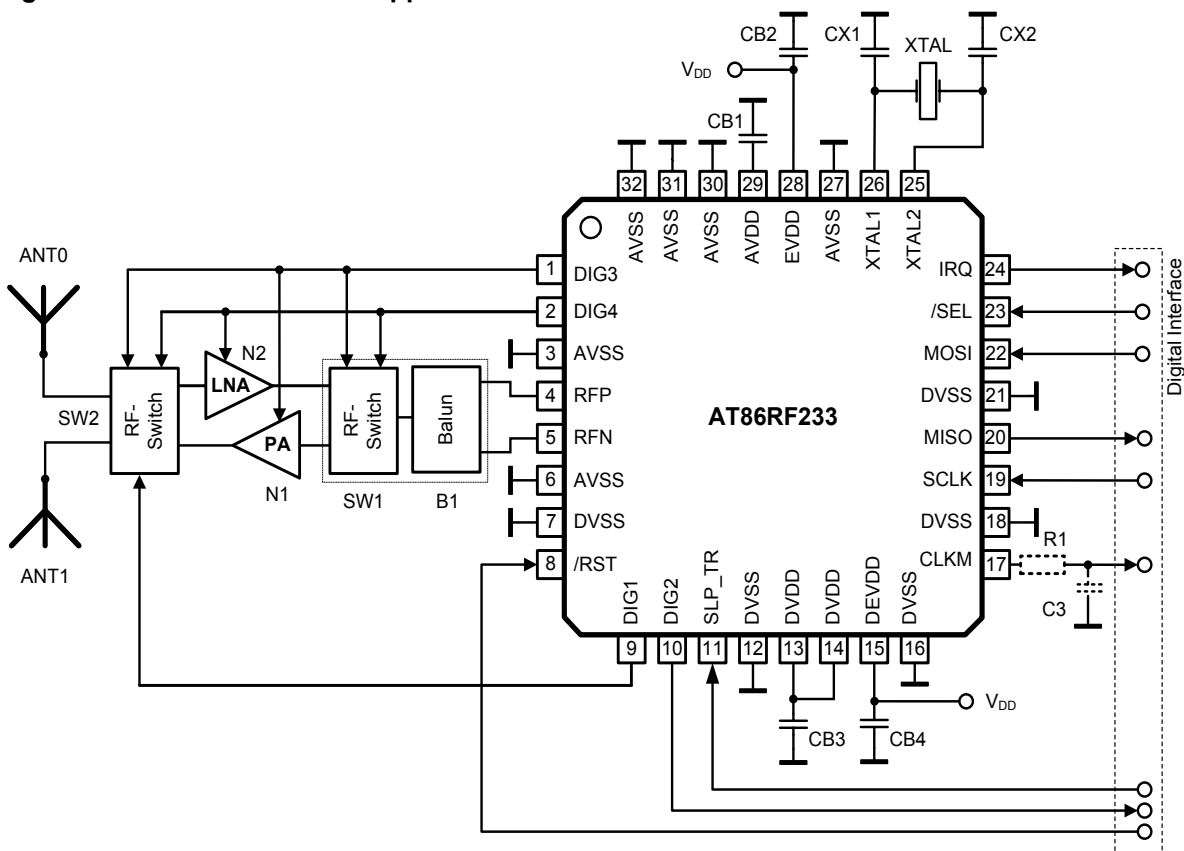 CB2
CX1
XTAL
CX2
VDD
CB1
32
31
30
29
28
27
26
25
AVSS
AVSS
AVSS
AVDD
EVDD
AVSS
XTAL1
XTAL2
ANT0
1
DIG3
2
DIG4
3
AVSS
4
RFP
5
RFN
6
AVSS
7
DVSS
8
/RST
AT86RF233
IRQ
24
/SEL
23
MOSI
22
DVSS
21
MISO
20
SCLK
19
DVSS
18
CLKM
17
R1
C3
Digital Interface
N2
LNA
SW2
RF-
Switch
PA
N1
RF-
Switch
SW1
Balun
B1
ANT1
DIG1
DIG2
SLP_TR
DVSS
DVDD
DVDD
DEVDD
DVSS
9
10
11
12
13
14
15
16
VDD
CB3
CB4